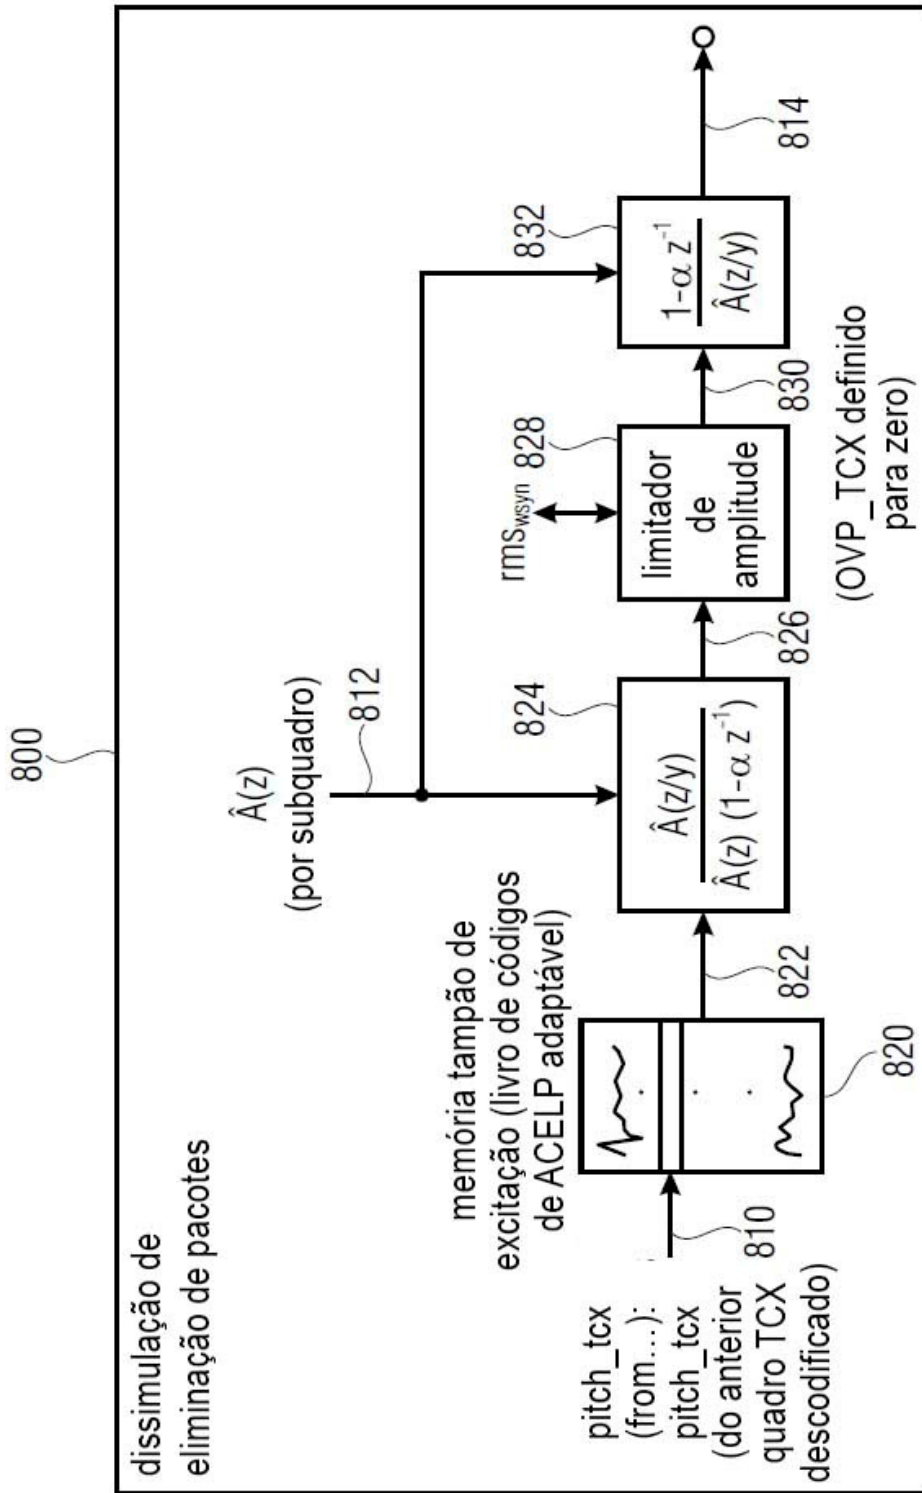 800
dissimulação de
eliminação de pacotes
Â(z)
(por subquadro)
812
memória tampão de
excitação (livro de códigos
de ACELP adaptável)
pitch_tcx
(from...):
pitch_tcx
(do anterior
quadro TCX
descodificado)
810
820
822
824
Â(z/y)
Â(z) (1-α z⁻¹)
826
rms_wsyn
828
limitador
de
amplitude
(OVP_TCX definido
para zero)
830
832
1-α z⁻¹
Â(z/y)
814